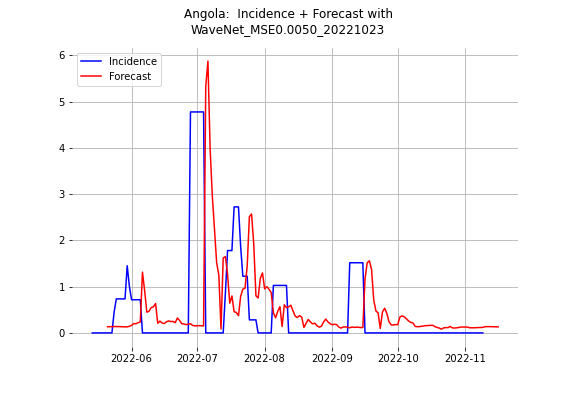 Angola:  Incidence + Forecast with
WaveNet_MSE0.0050_20221023
Incidence
Forecast
6
5
4
3
2
1
0
2022-06 2022-07 2022-08 2022-09 2022-10 2022-11